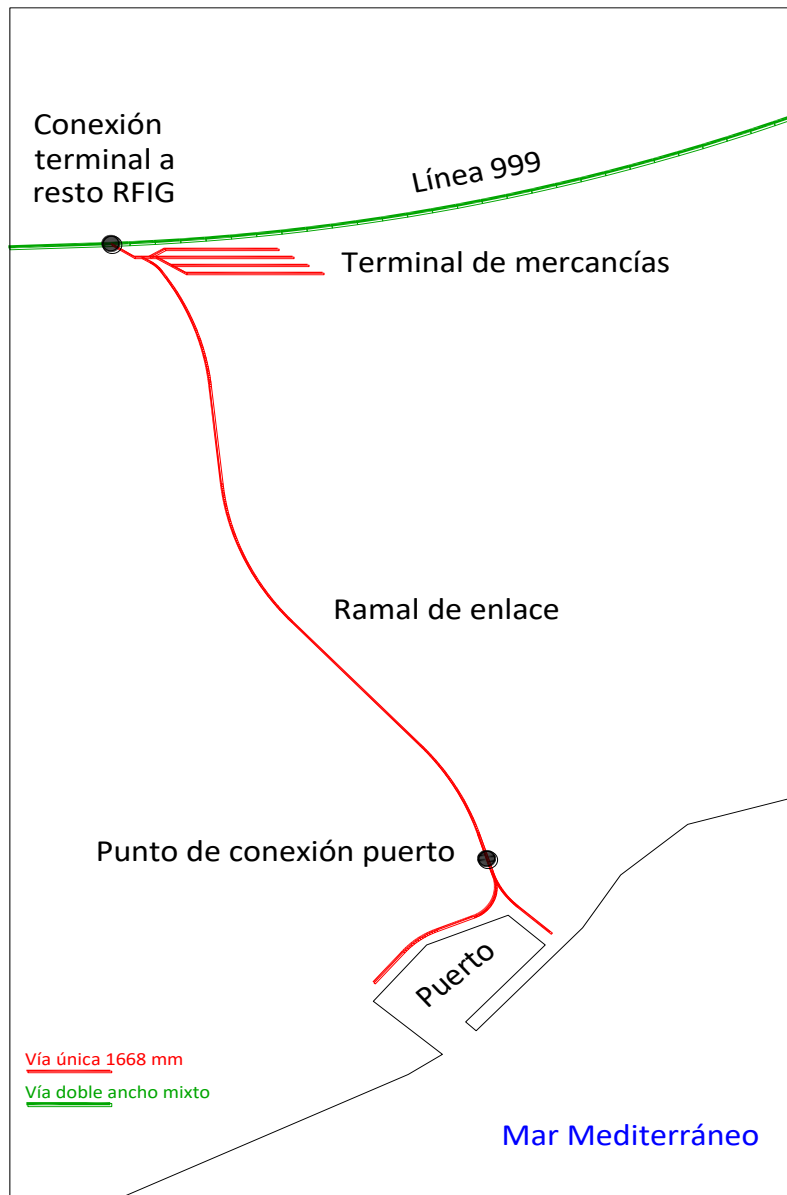 Conexión
terminal a
resto RFIG
Línea 999
Terminal de mercancías
Ramal de enlace
Punto de conexión puerto
Puerto
Vía única 1668 mm
Vía doble ancho mixto
Mar Mediterráneo